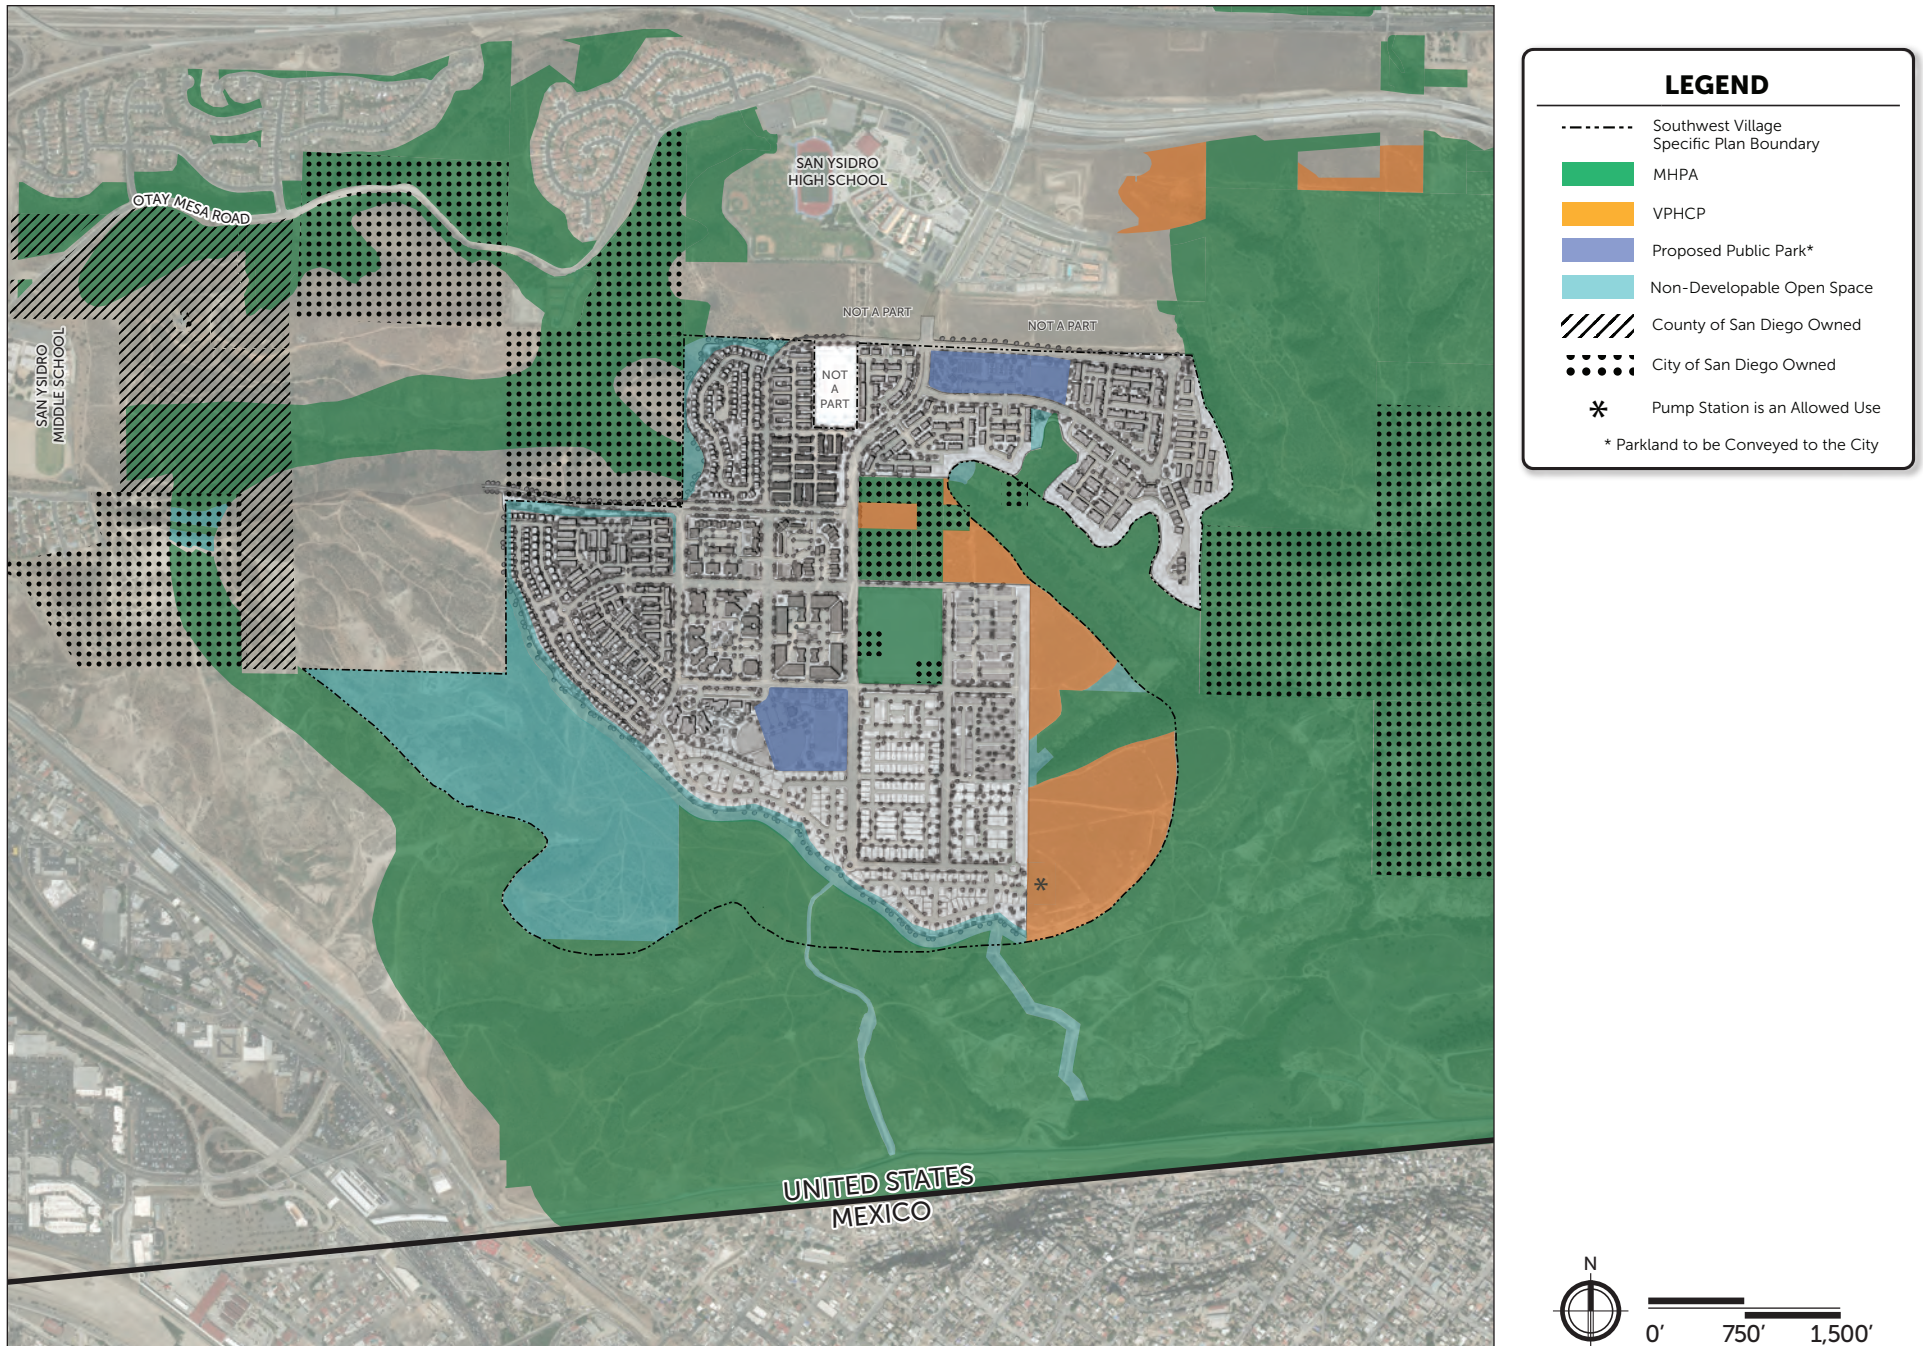 SAN YSIDRO
HIGH SCHOOL
OTAY MESA ROAD
NOT A PART
NOT A PART
SAN YSIDRO
MIDDLE SCHOOL
NOT
A
PART
*
UNITED STATES
MEXICO
LEGEND
Southwest Village
Specific Plan Boundary
MHPA
VPHCP
Proposed Public Park*
Non-Developable Open Space
County of San Diego Owned
City of San Diego Owned
* Pump Station is an Allowed Use
* Parkland to be Conveyed to the City
N
0' 750' 1,500'